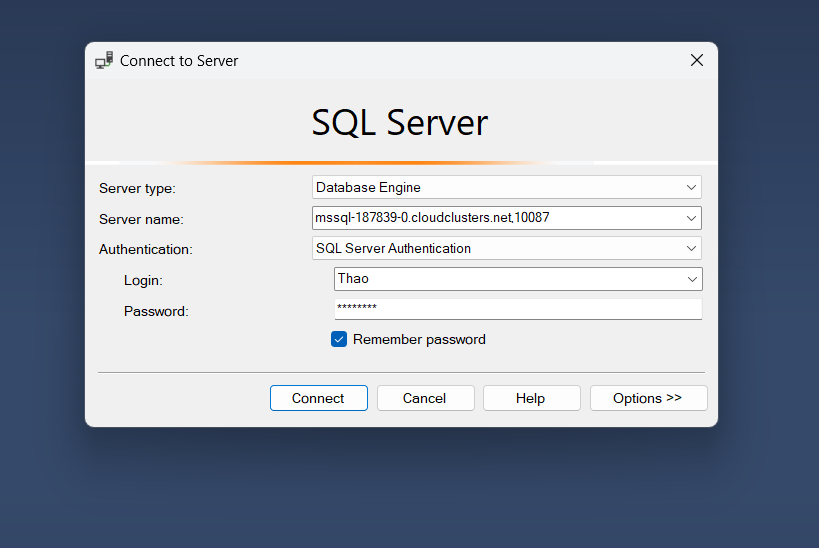 Connect to Server
SQL Server
Server type: Database Engine
Server name: mssql-187839-0.cloudclusters.net,10087
Authentication: SQL Server Authentication
Login: Thao
Password: ********
Remember password
Connect Cancel Help Options >>